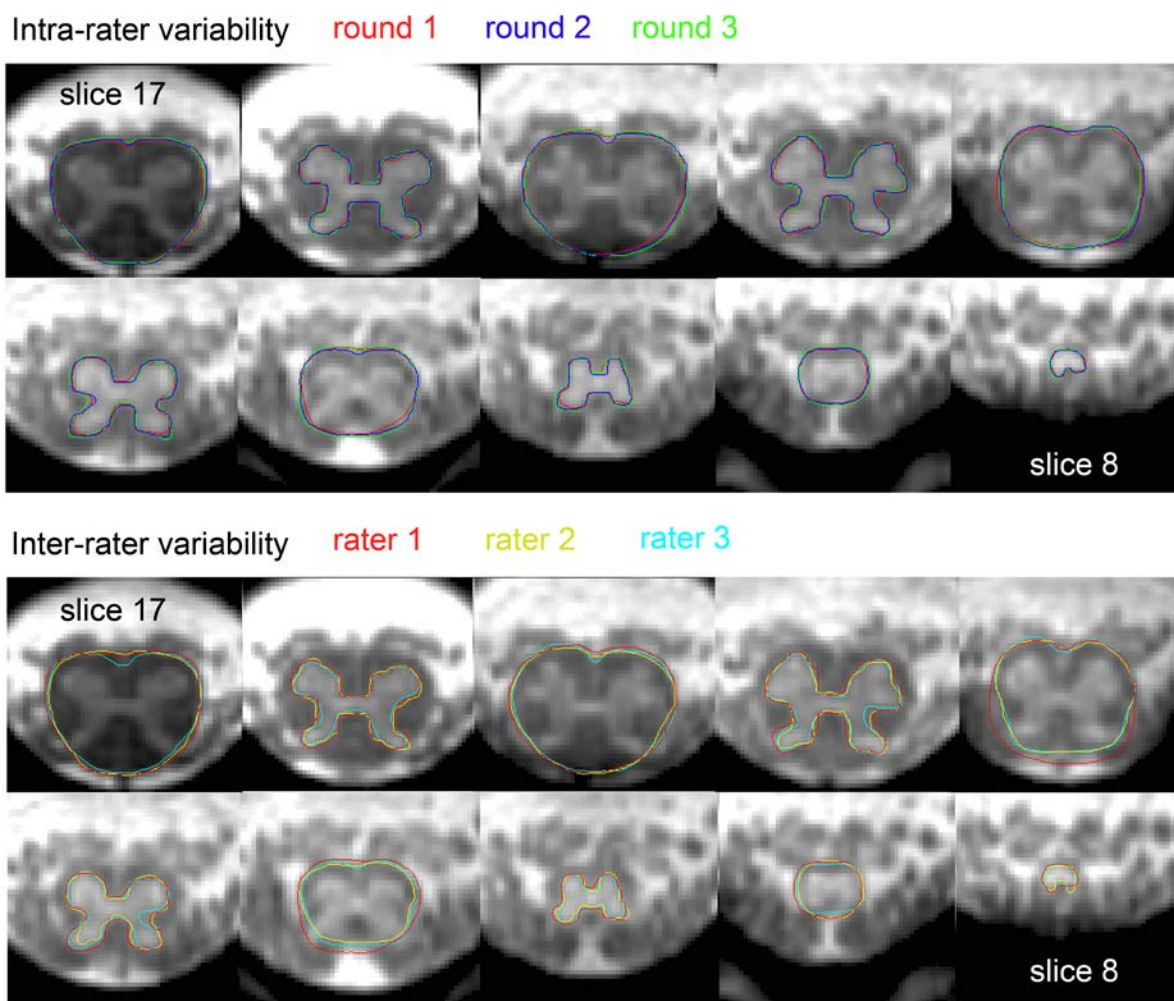 Intra-rater variability round 1 round 2 round 3
slice 17
slice 8
Inter-rater variability rater 1 rater 2 rater 3
slice 17
slice 8